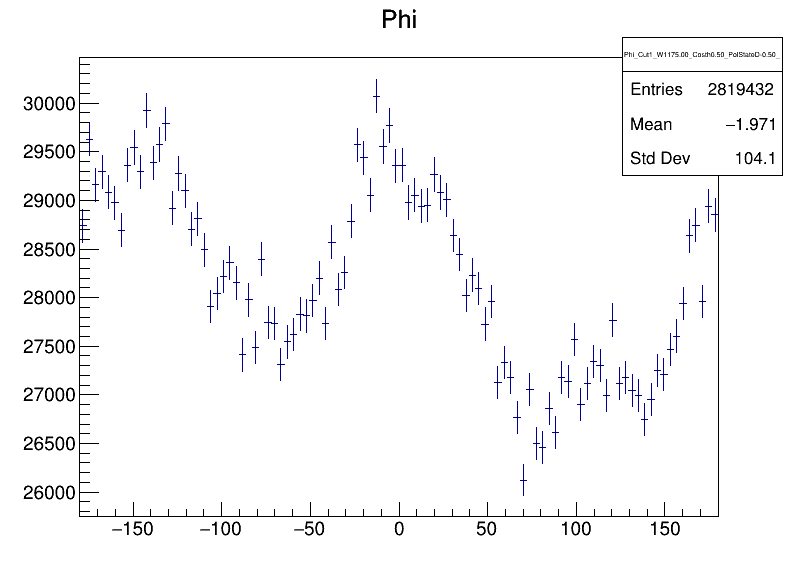 Phi
Phi_Cut1_W1175.00_Costh0.50_PolStateD-0.50_
Entries 2819432
Mean −1.971
Std Dev 104.1
30000
29500
29000
28500
28000
27500
27000
26500
26000
−150 −100 −50 0 50 100 150